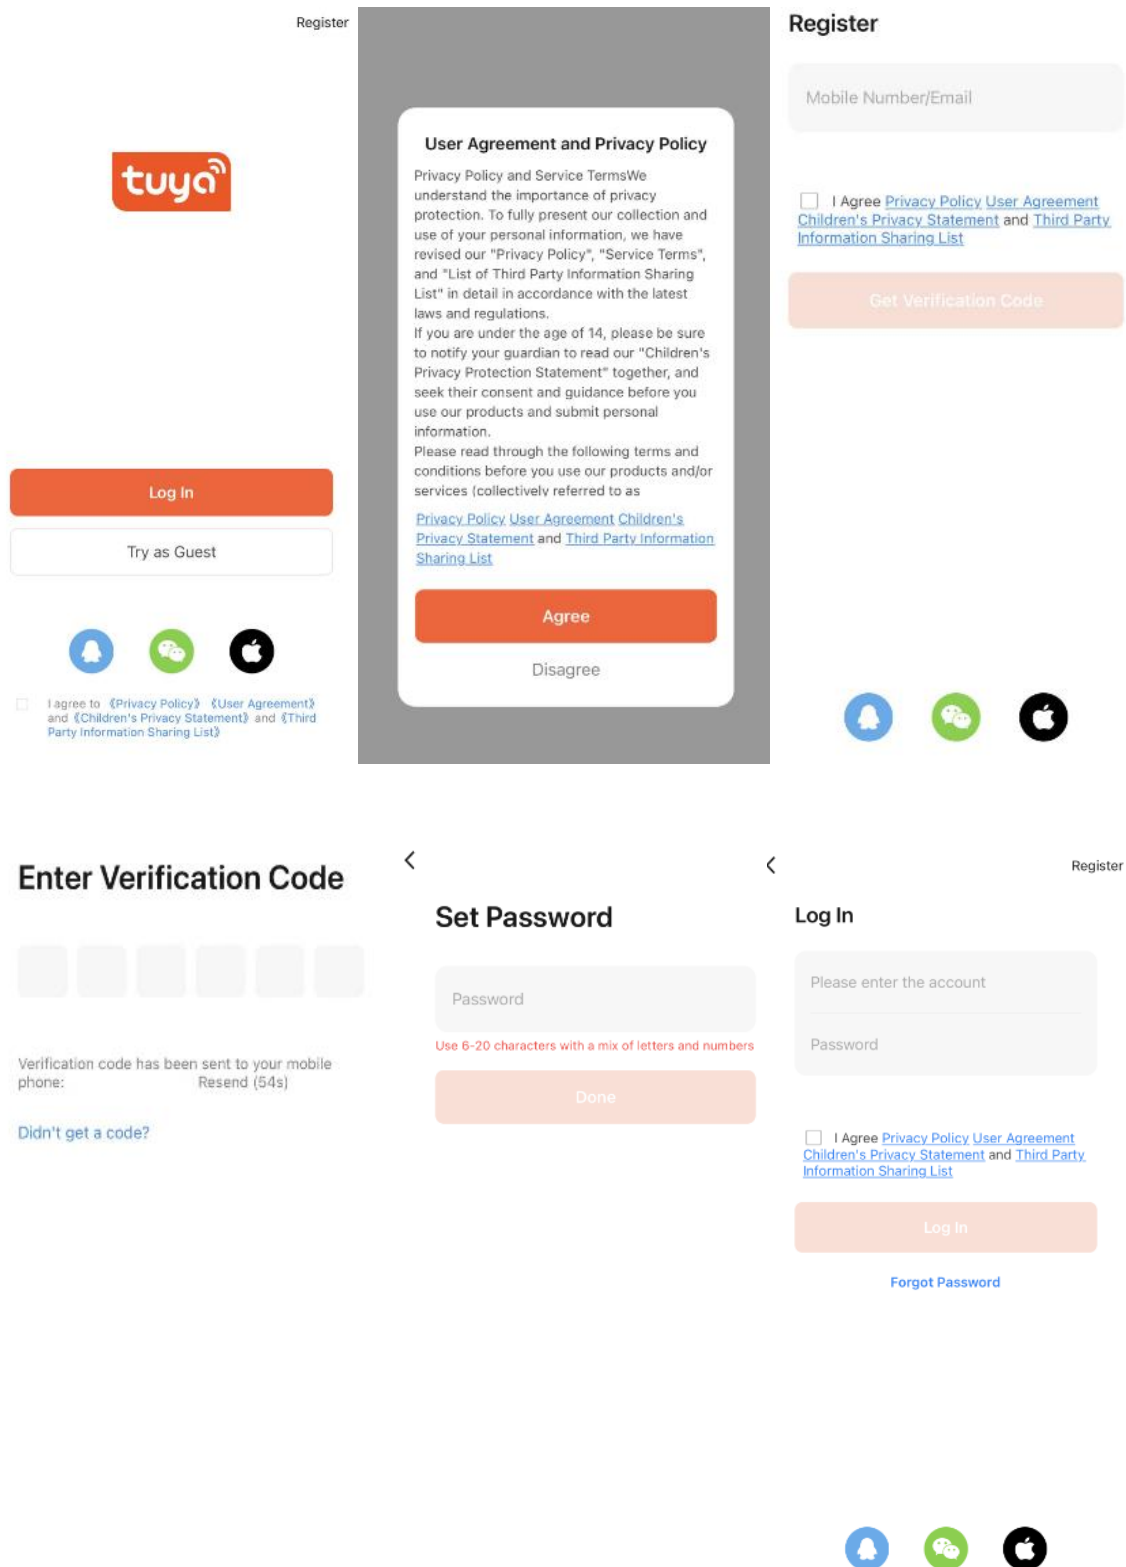 Register
tuya
Log In
Try as Guest
I agree to 《Privacy Policy》 《User Agreement》
and 《Children's Privacy Statement》 and 《Third
Party Information Sharing List》
User Agreement and Privacy Policy
Privacy Policy and Service TermsWe
understand the importance of privacy
protection. To fully present our collection and
use of your personal information, we have
revised our "Privacy Policy", "Service Terms",
and "List of Third Party Information Sharing
List" in detail in accordance with the latest
laws and regulations.
If you are under the age of 14, please be sure
to notify your guardian to read our "Children's
Privacy Protection Statement" together, and
seek their consent and guidance before you
use our products and submit personal
information.
Please read through the following terms and
conditions before you use our products and/or
services (collectively referred to as
Privacy Policy User Agreement Children's
Privacy Statement and Third Party Information
Sharing List
Agree
Disagree
Register
Mobile Number/Email
I Agree Privacy Policy User Agreement
Children's Privacy Statement and Third Party
Information Sharing List
Get Verification Code
Enter Verification Code
Verification code has been sent to your mobile
phone: Resend (54s)
Didn't get a code?
Set Password
Password
Use 6-20 characters with a mix of letters and numbers
Done
Register
Log In
Please enter the account
Password
I Agree Privacy Policy User Agreement
Children's Privacy Statement and Third Party
Information Sharing List
Log In
Forgot Password